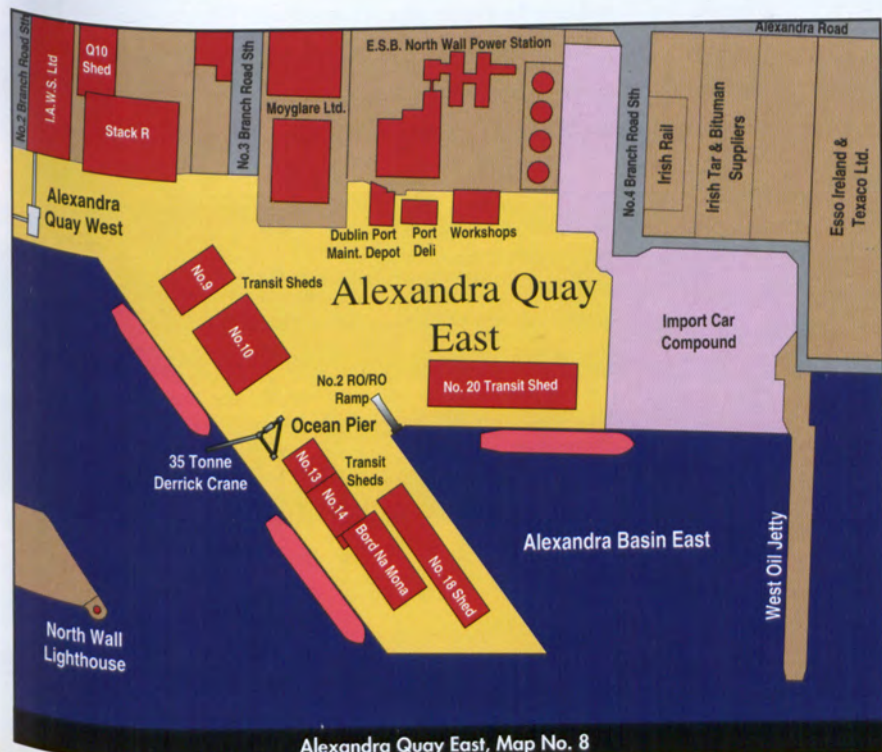 Alexandra Road
No.2 Branch Road Sth
I.A.W.S. Ltd
Q10
Shed
Stack R
No.3 Branch Road Sth
Moyglare Ltd.
E.S.B. North Wall Power Station
No.4 Branch Road Sth
Irish Rail
Irish Tar & Bituman
Suppliers
Esso Ireland &
Texaco Ltd.
Alexandra
Quay West
Dublin Port
Maint. Depot
Port
Deli
Workshops
No.9
Transit Sheds
No.10
Alexandra Quay
East
Import Car
Compound
No.2 RO/RO
Ramp
No. 20 Transit Shed
Ocean Pier
35 Tonne
Derrick Crane
No.13
No.14
Transit
Sheds
Bord Na Mona
No. 18 Shed
Alexandra Basin East
West Oil Jetty
North Wall
Lighthouse
Alexandra Quay East, Map No. 8